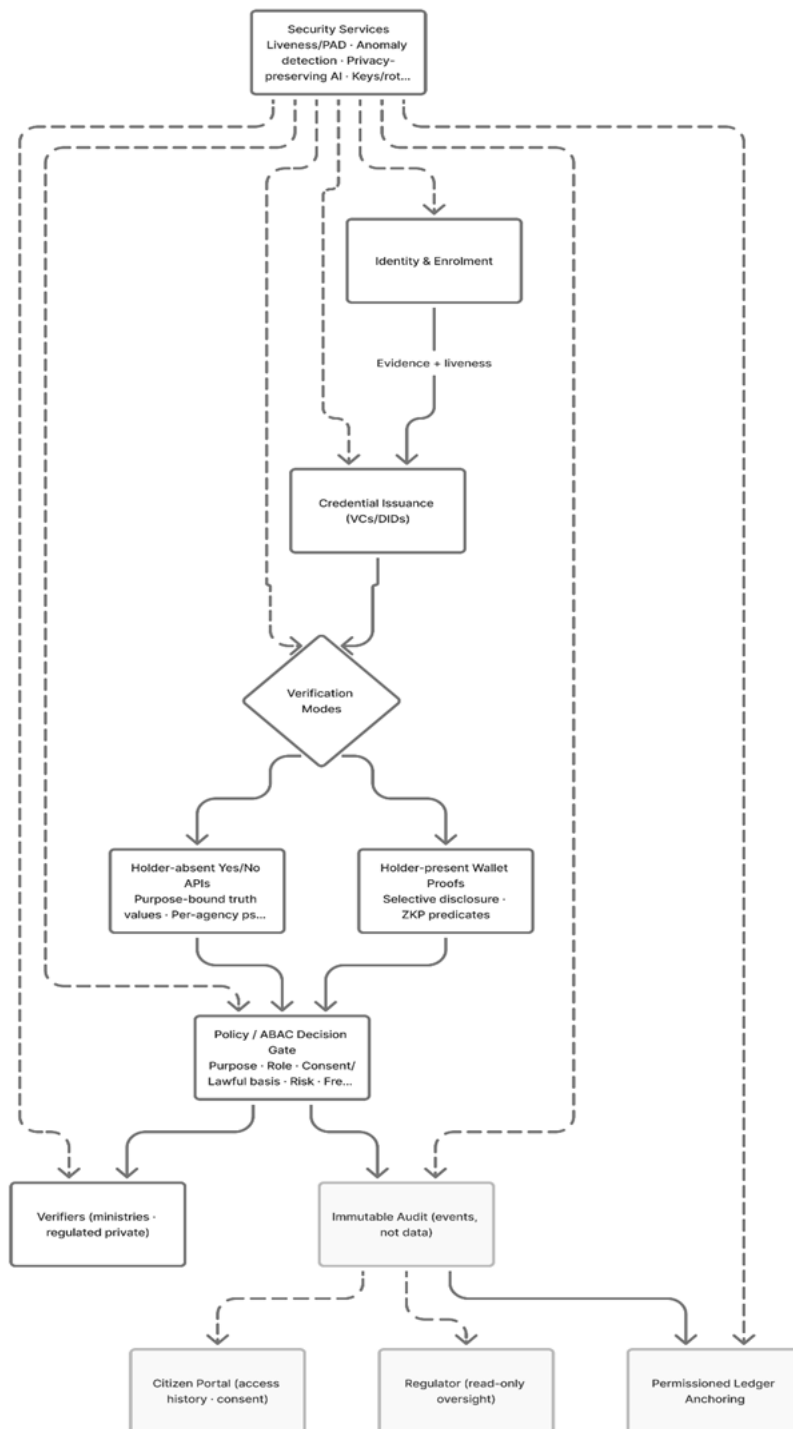 Security Services
Liveness/PAD · Anomaly
detection · Privacy-
preserving AI · Keys/rot...
Identity & Enrolment
Evidence + liveness
Credential Issuance
(VCs/DIDs)
Verification
Modes
Holder-absent Yes/No
APIs
Purpose-bound truth
values · Per-agency ps...
Holder-present Wallet
Proofs
Selective disclosure ·
ZKP predicates
Policy / ABAC Decision
Gate
Purpose · Role · Consent/
Lawful basis · Risk · Fre...
Verifiers (ministries ·
regulated private)
Immutable Audit (events,
not data)
Citizen Portal (access
history · consent)
Regulator (read-only
oversight)
Permissioned Ledger
Anchoring